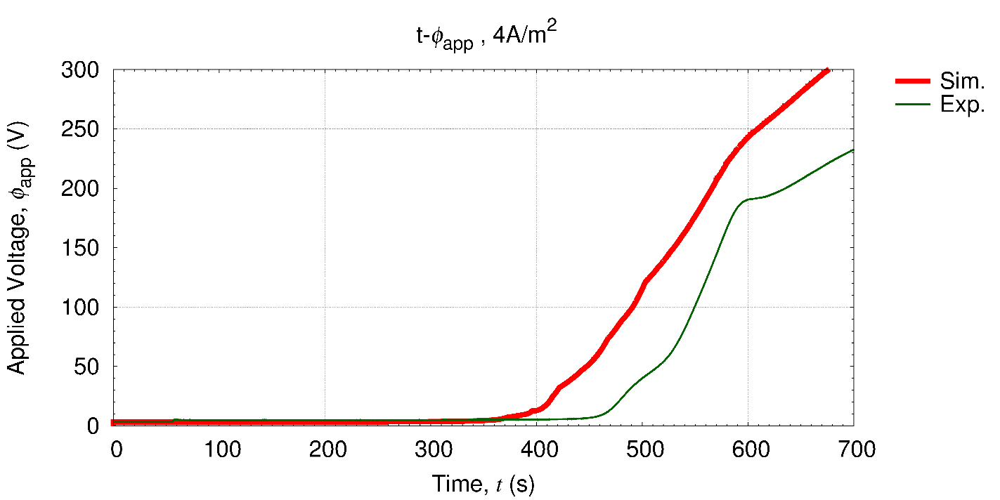 t-ϕapp , 4A/m2
Sim.
Exp.
300
250
200
150
100
50
0
Applied Voltage, ϕapp (V)
0 100 200 300 400 500 600 700
Time, t (s)